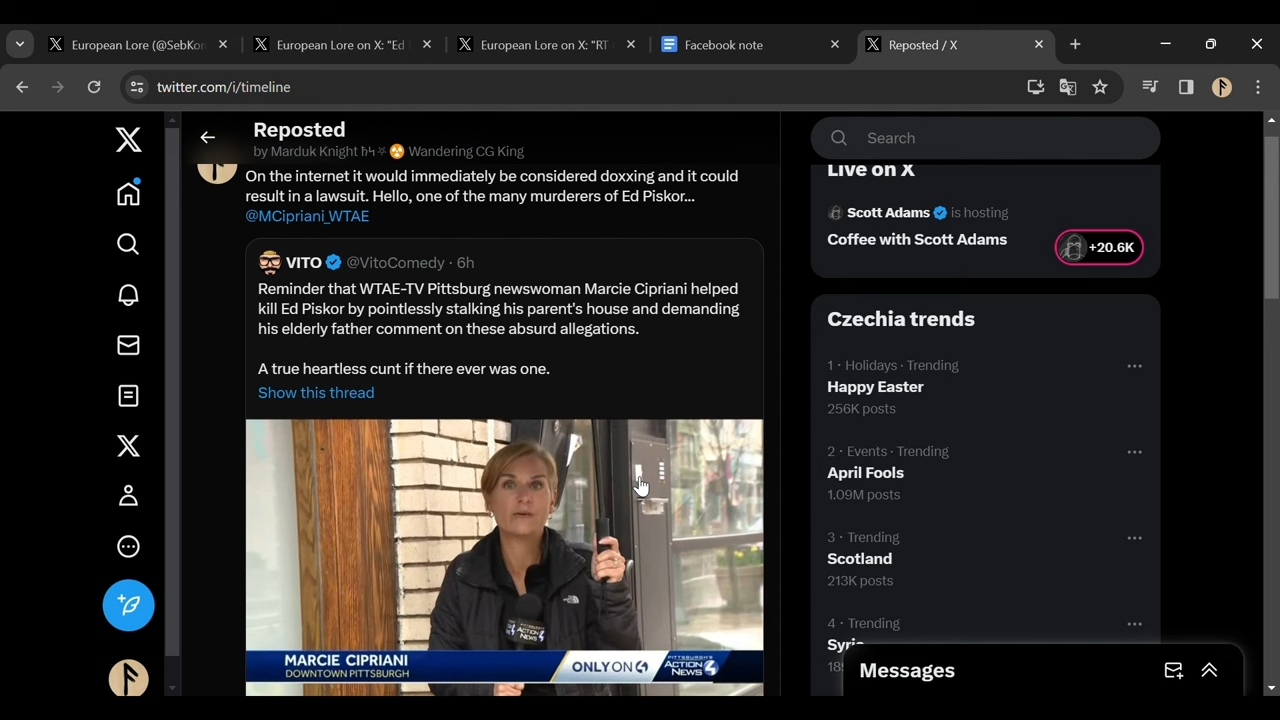 European Lore (@SebKor
European Lore on X: "Ed
European Lore on X: "RT
Facebook note
Reposted / X
twitter.com/i/timeline
Reposted
by Marduk Knight
Wandering CG King
On the internet it would immediately be considered doxxing and it could
result in a lawsuit. Hello, one of the many murderers of Ed Piskor...
@MCipriani_WTAE
VITO @VitoComedy · 6h
Reminder that WTAE-TV Pittsburg newswoman Marcie Cipriani helped
kill Ed Piskor by pointlessly stalking his parent's house and demanding
his elderly father comment on these absurd allegations.
A true heartless cunt if there ever was one.
Show this thread
PITTSBURGH'S
ACTION
NEWS 4
MARCIE CIPRIANI
DOWNTOWN PITTSBURGH
ONLY ON 4
PITTSBURGH'S
ACTION
NEWS 4
Search
Live on X
Scott Adams is hosting
Coffee with Scott Adams
+20.6K
Czechia trends
1 · Holidays · Trending
Happy Easter
256K posts
2 · Events · Trending
April Fools
1.09M posts
3 · Trending
Scotland
213K posts
4 · Trending
Syria
Messages